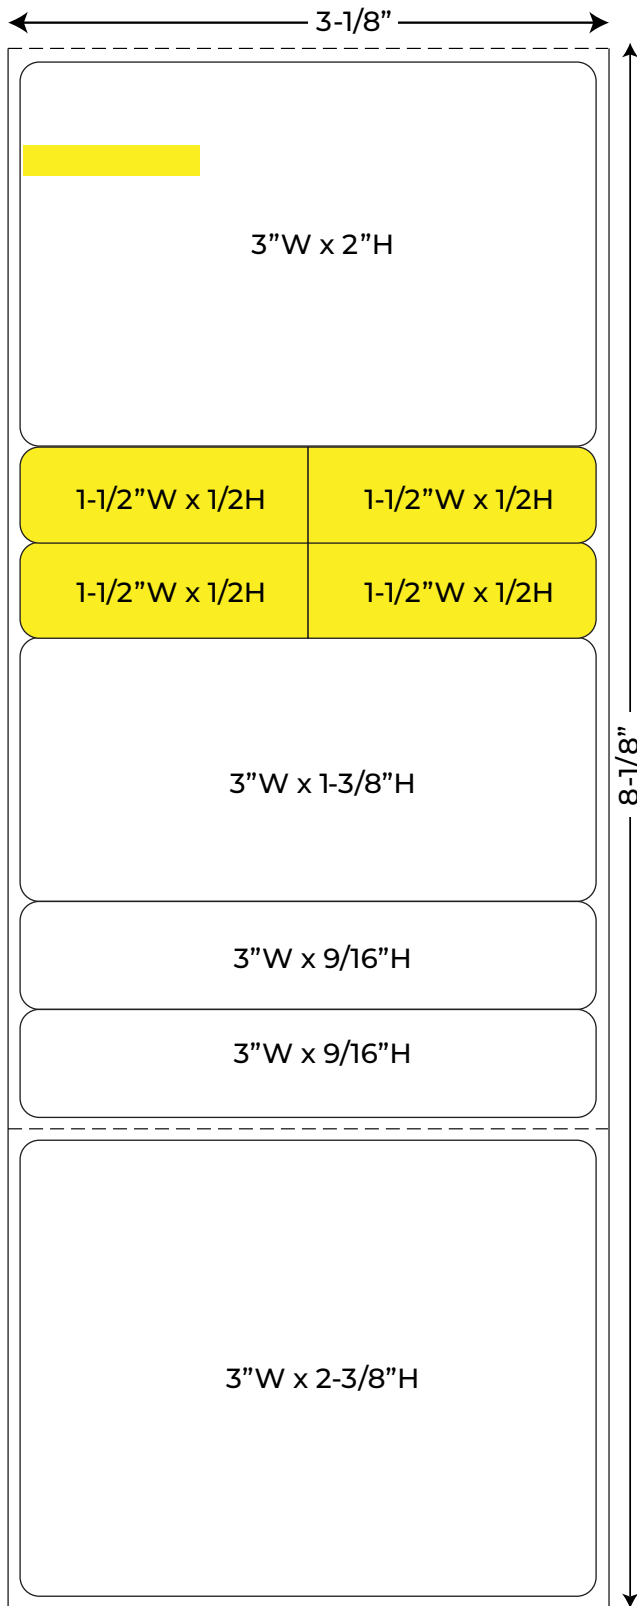 3-1/8”
3”W x 2”H
1-1/2”W x 1/2H 1-1/2”W x 1/2H
1-1/2”W x 1/2H 1-1/2”W x 1/2H
3”W x 1-3/8”H
8-1/8”
3”W x 9/16”H
3”W x 9/16”H
3”W x 2-3/8”H